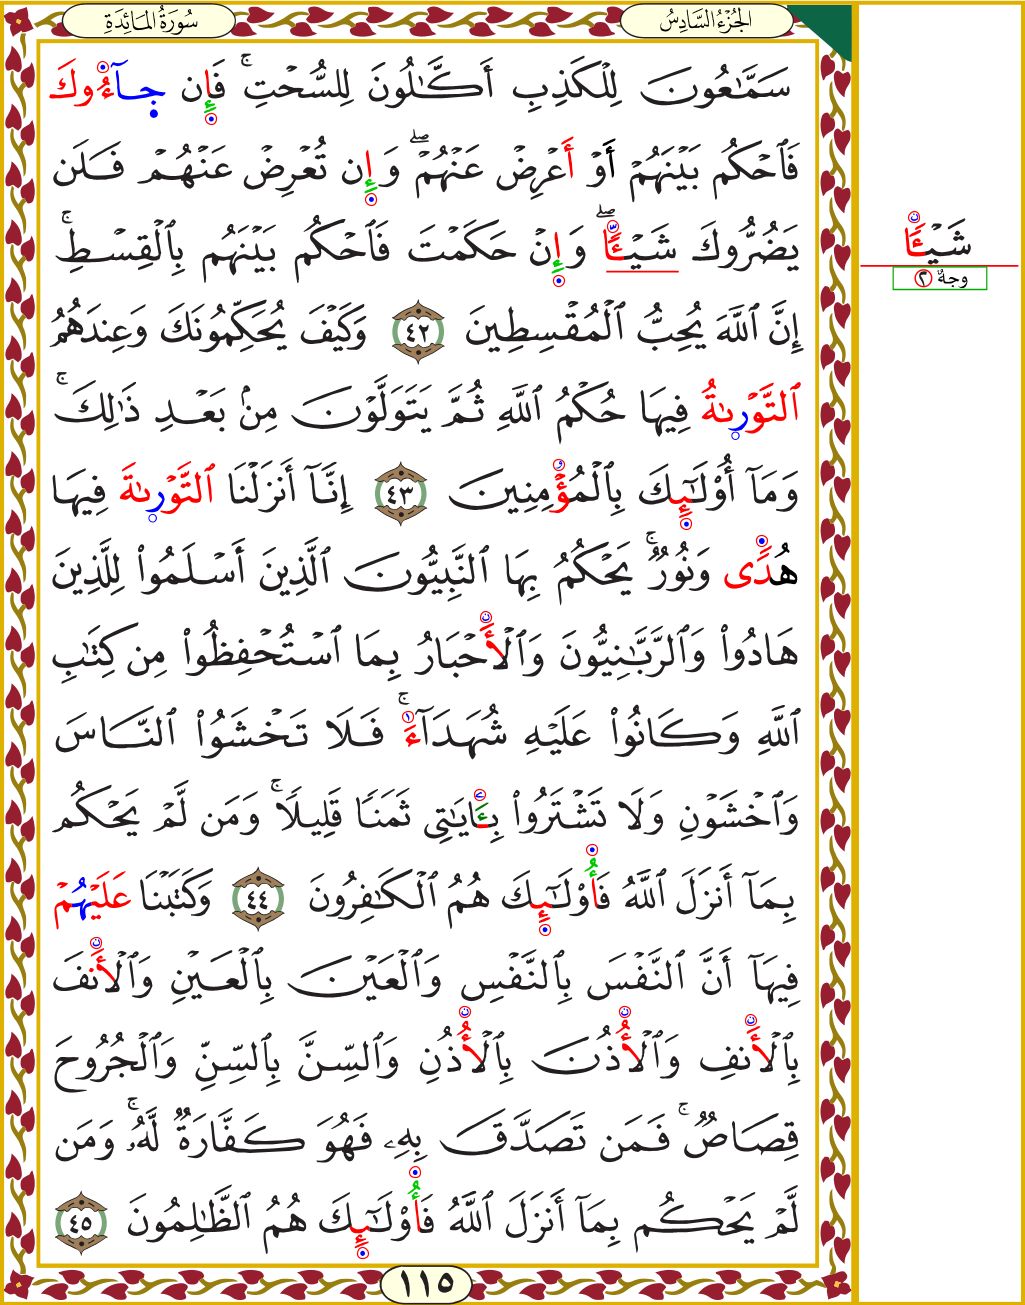 الجُزْءُ السَّادِسُ
سُورَةُ المَائِدَةِ
سَمَّٰعُونَ لِلۡكَذِبِ أَكَّٰلُونَ لِلسُّحۡتِۚ فَإِن جَآءُوكَ
فَٱحۡكُم بَيۡنَهُمۡ أَوۡ أَعۡرِضۡ عَنۡهُمۡۖ وَإِن تُعۡرِضۡ عَنۡهُمۡ فَلَن
يَضُرُّوكَ شَيۡـًٔاۖ وَإِنۡ حَكَمۡتَ فَٱحۡكُم بَيۡنَهُم بِٱلۡقِسۡطِۚ
إِنَّ ٱللَّهَ يُحِبُّ ٱلۡمُقۡسِطِينَ ٤٢ وَكَيۡفَ يُحَكِّمُونَكَ وَعِندَهُمُ
ٱلتَّوۡرَىٰةُ فِيهَا حُكۡمُ ٱللَّهِ ثُمَّ يَتَوَلَّوۡنَ مِنۢ بَعۡدِ ذَٰلِكَۚ
وَمَآ أُوْلَٰٓئِكَ بِٱلۡمُؤۡمِنِينَ ٤٣ إِنَّآ أَنزَلۡنَا ٱلتَّوۡرَىٰةَ فِيهَا
هُدٗى وَنُورٞۚ يَحۡكُمُ بِهَا ٱلنَّبِيُّونَ ٱلَّذِينَ أَسۡلَمُواْ لِلَّذِينَ
هَادُواْ وَٱلرَّبَّٰنِيُّونَ وَٱلۡأَحۡبَارُ بِمَا ٱسۡتُحۡفِظُواْ مِن كِتَٰبِ
ٱللَّهِ وَكَانُواْ عَلَيۡهِ شُهَدَآءَۚ فَلَا تَخۡشَوُاْ ٱلنَّاسَ
وَٱخۡشَوۡنِ وَلَا تَشۡتَرُواْ بِـَٔايَٰتِي ثَمَنٗا قَلِيلٗاۚ وَمَن لَّمۡ يَحۡكُم
بِمَآ أَنزَلَ ٱللَّهُ فَأُوْلَٰٓئِكَ هُمُ ٱلۡكَٰفِرُونَ ٤٤ وَكَتَبۡنَا عَلَيۡهِمۡ
فِيهَآ أَنَّ ٱلنَّفۡسَ بِٱلنَّفۡسِ وَٱلۡعَيۡنَ بِٱلۡعَيۡنِ وَٱلۡأَنفَ
بِٱلۡأَنفِ وَٱلۡأُذُنَ بِٱلۡأُذُنِ وَٱلسِّنَّ بِٱلسِّنِّ وَٱلۡجُرُوحَ
قِصَاصٞۚ فَمَن تَصَدَّقَ بِهِۦ فَهُوَ كَفَّارَةٞ لَّهُۥۚ وَمَن
لَّمۡ يَحۡكُم بِمَآ أَنزَلَ ٱللَّهُ فَأُوْلَٰٓئِكَ هُمُ ٱلظَّٰلِمُونَ ٤٥
١١٥
شَيۡـًٔا
وجهٌ ٢